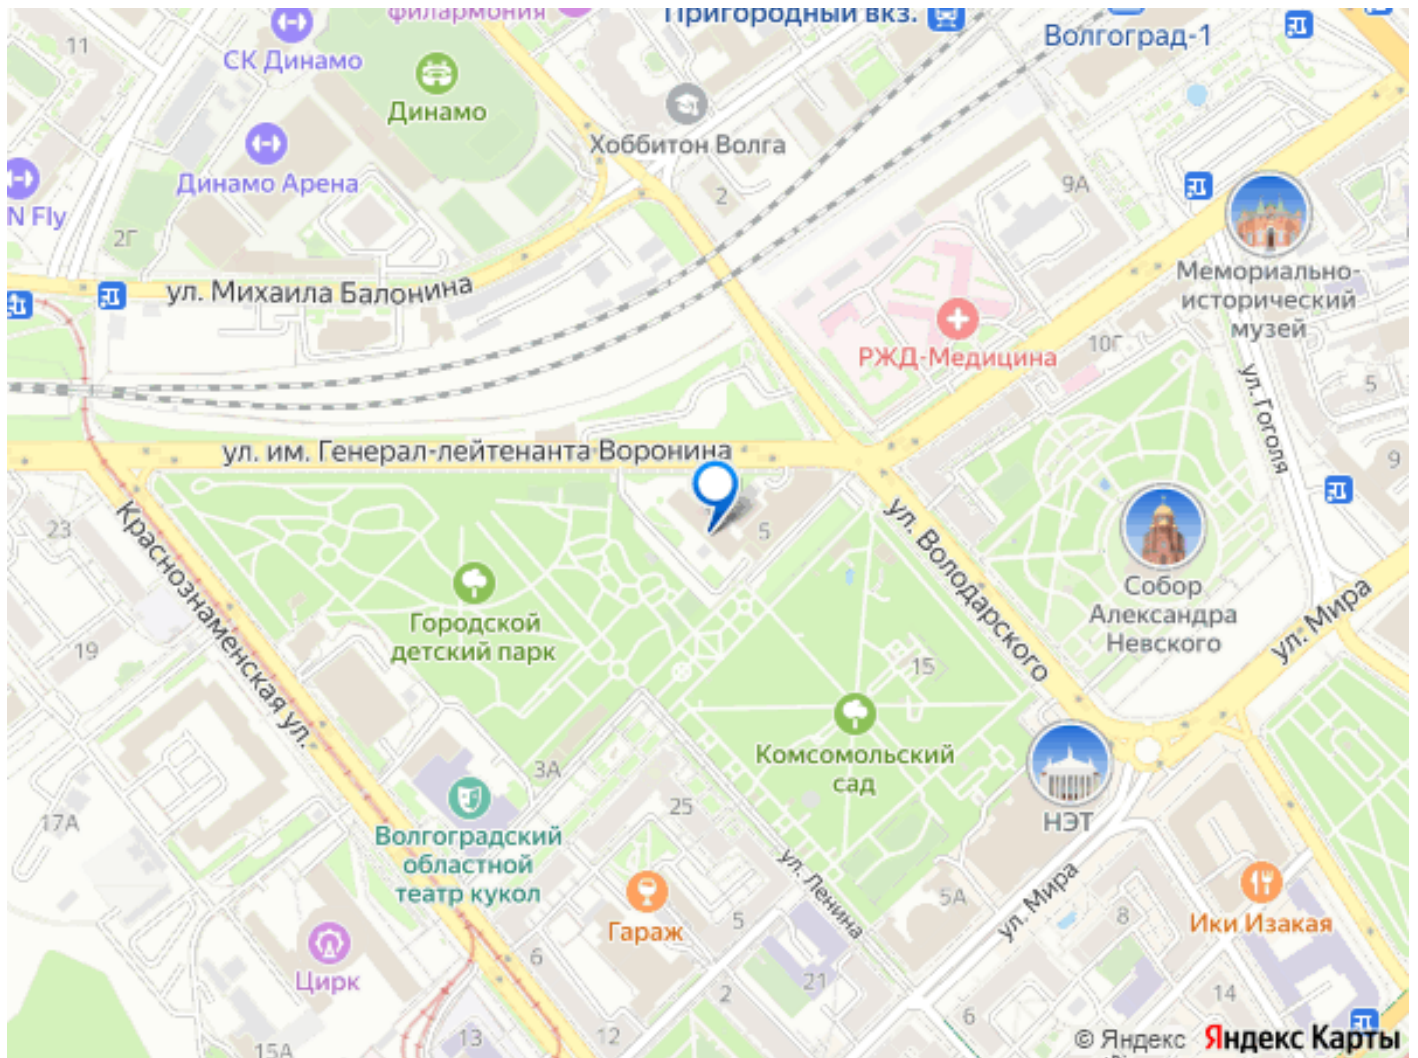 филармония
Пригородный вкз.
Волгоград-1
11
СК Динамо
Динамо
Хоббитон Волга
Динамо Арена
9А
N Fly
2
2Г
Мемориально-
исторический
музей
ул. Михаила Балонина
РЖД-Медицина
10Г
5
ул. Гоголя
ул. им. Генерал-лейтенанта Воронина
9
23
Краснознаменская ул.
5
ул. Володарского
Собор
Александра
Невского
ул. Мира
Городской
детский парк
19
15
Комсомольский
сад
3А
25
НЭТ
17А
Волгоградский
областной
театр кукол
ул. Ленина
5А
ул. Мира
8
Ики Изакая
Гараж
5
6
Цирк
21
2
14
6
13
12
15А
© Яндекс Яндекс Карты